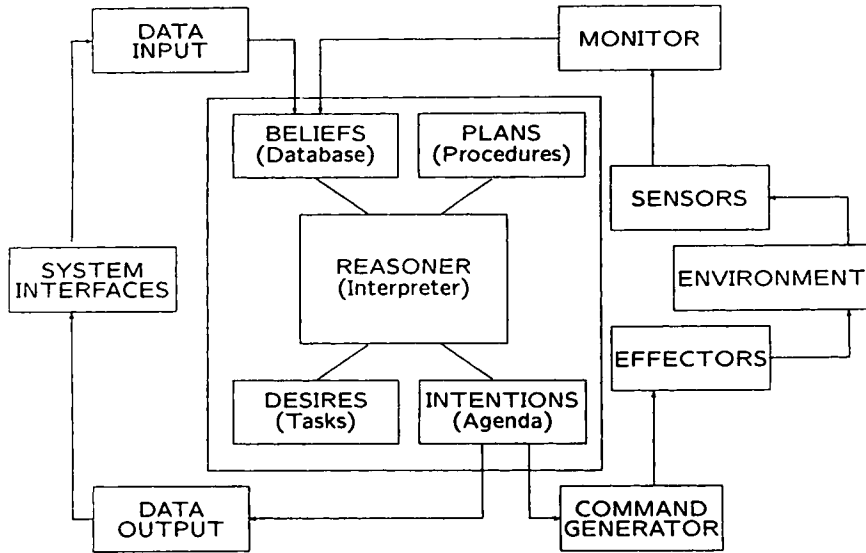 DATA
INPUT
MONITOR
BELIEFS
(Database)
PLANS
(Procedures)
SENSORS
SYSTEM
INTERFACES
REASONER
(Interpreter)
ENVIRONMENT
EFFECTORS
DESIRES
(Tasks)
INTENTIONS
(Agenda)
DATA
OUTPUT
COMMAND
GENERATOR